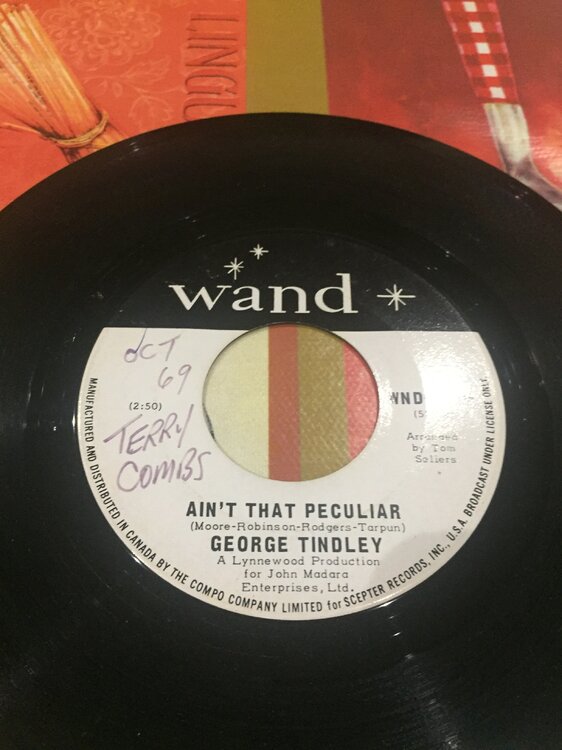 LINGU
wand
OCT
69
(2:50)
TERRY
COMBS
WND
Arranged
by Tom
Sellers
AIN'T THAT PECULIAR
(Moore-Robinson-Rodgers-Tarpun)
GEORGE TINDLEY
A Lynnewood Production
for John Madara
Enterprises, Ltd.
MANUFACTURED AND DISTRIBUTED IN CANADA BY THE COMPO COMPANY LIMITED for SCEPTER RECORDS, INC., U.S.A. BROADCAST UNDER LICENSE ONLY.